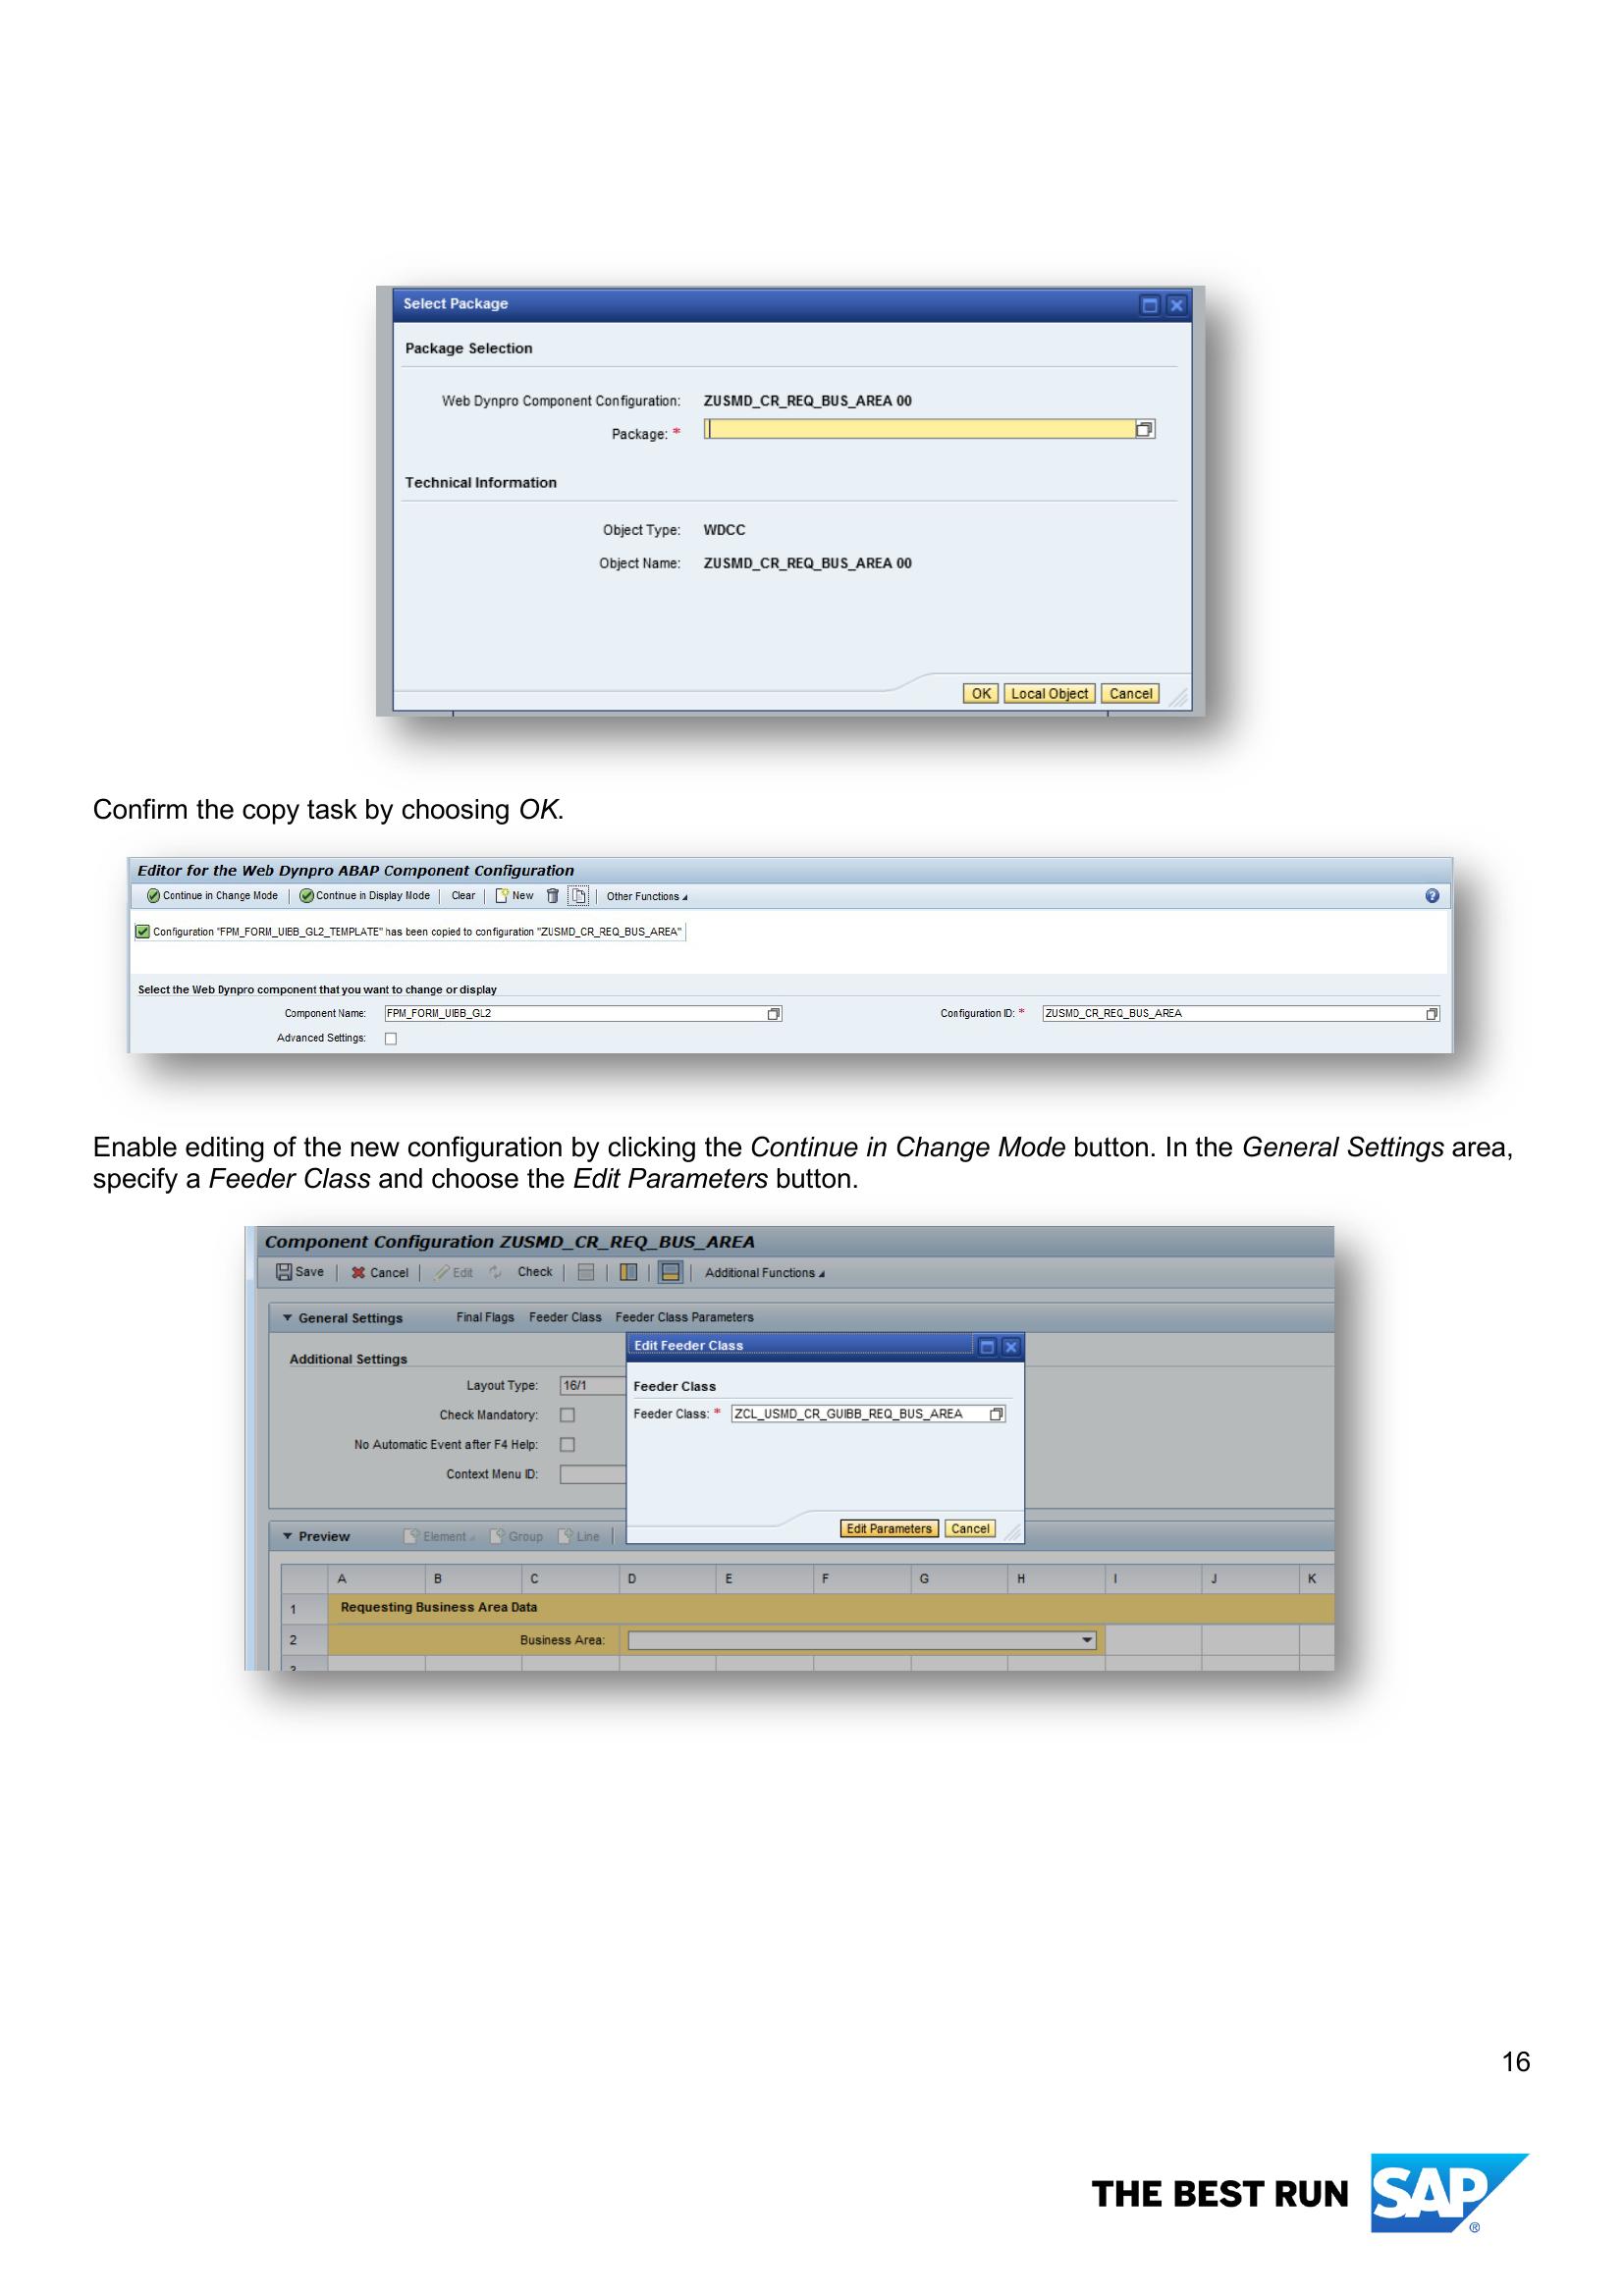 Select Package
Package Selection
Web Dynpro Component Configuration: ZUSMD_CR_REQ_BUS_AREA 00
Package: *
Technical Information
Object Type: WDCC
Object Name: ZUSMD_CR_REQ_BUS_AREA 00
OK Local Object Cancel
Confirm the copy task by choosing OK.
Editor for the Web Dynpro ABAP Component Configuration
Continue in Change Mode Continue in Display Mode Clear New Other Functions
Configuration "FPM_FORM_UIBB_GL2_TEMPLATE" has been copied to configuration "ZUSMD_CR_REQ_BUS_AREA"
Select the Web Dynpro component that you want to change or display
Component Name: FPM_FORM_UIBB_GL2 Configuration ID: * ZUSMD_CR_REQ_BUS_AREA
Advanced Settings:
Enable editing of the new configuration by clicking the Continue in Change Mode button. In the General Settings area,
specify a Feeder Class and choose the Edit Parameters button.
Component Configuration ZUSMD_CR_REQ_BUS_AREA
Save Cancel Edit Check Additional Functions
General Settings Final Flags Feeder Class Feeder Class Parameters
Edit Feeder Class
Additional Settings
Layout Type: 16/1
Feeder Class
Check Mandatory:
Feeder Class: * ZCL_USMD_CR_GUIBB_REQ_BUS_AREA
No Automatic Event after F4 Help:
Context Menu ID:
Edit Parameters Cancel
Preview Element Group Line
A B C D E F G H I J K
1 Requesting Business Area Data
2 Business Area:
3
16
THE BEST RUN SAP ®